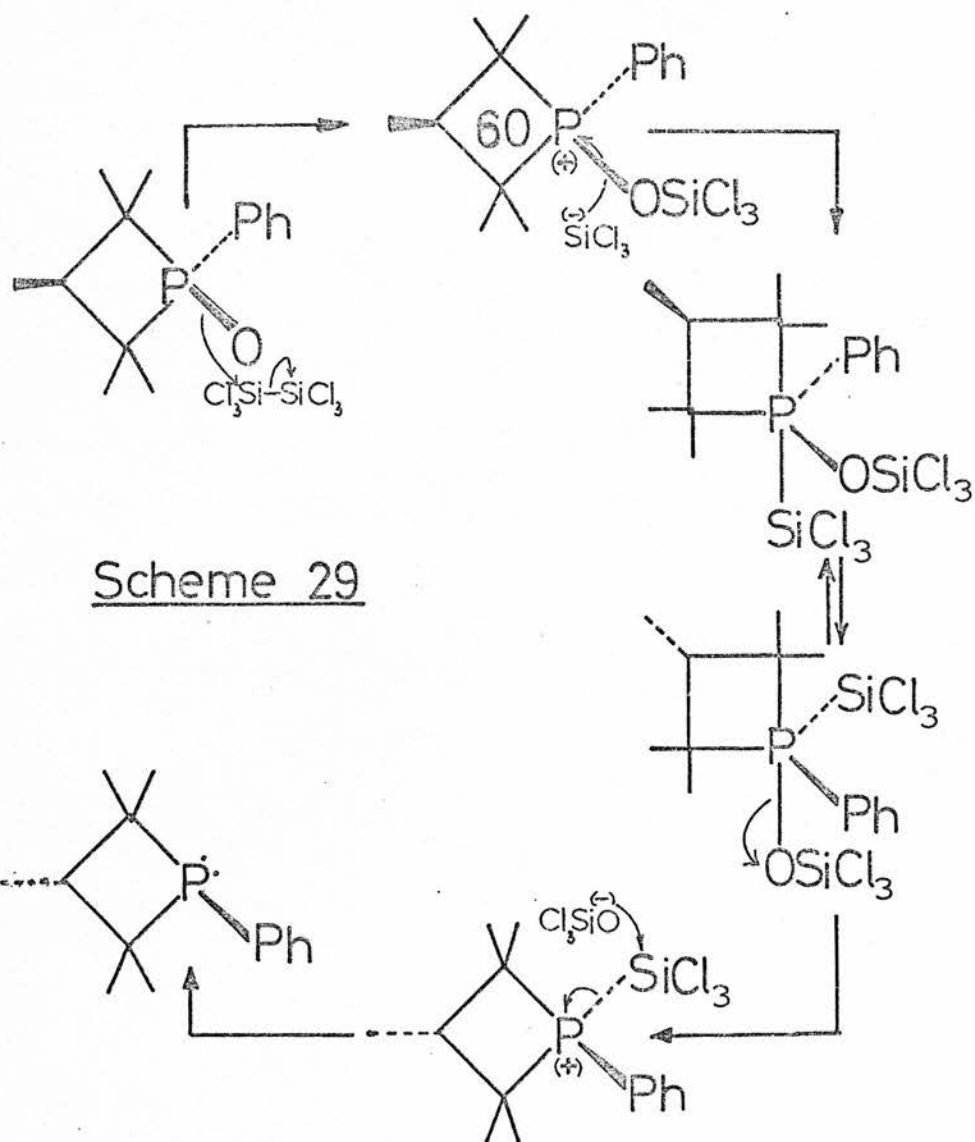 Ph
60
P
(+)
OSiCl₃
(-)
SiCl₃
Ph
P
O
Cl₃Si-SiCl₃
Ph
P
OSiCl₃
SiCl₃
Scheme 29
SiCl₃
P
Ph
OSiCl₃
P:
Ph
(-)
Cl₃SiO
SiCl₃
P
(+)
Ph